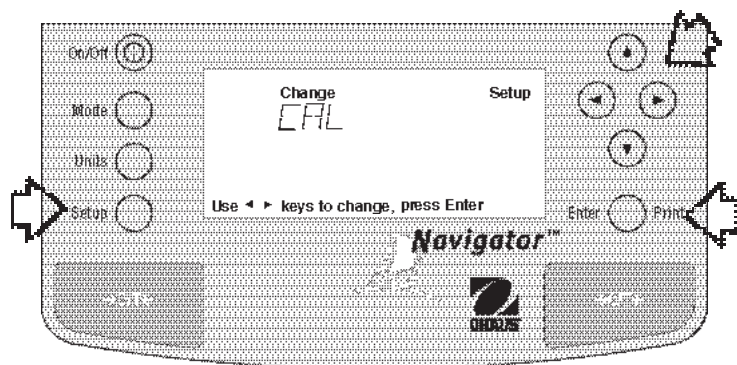 On/Off
Change Setup
CAL
Mode
Units
Use ◄ ► keys to change, press Enter
Setup
Enter Print
Navigator™
OHAUS